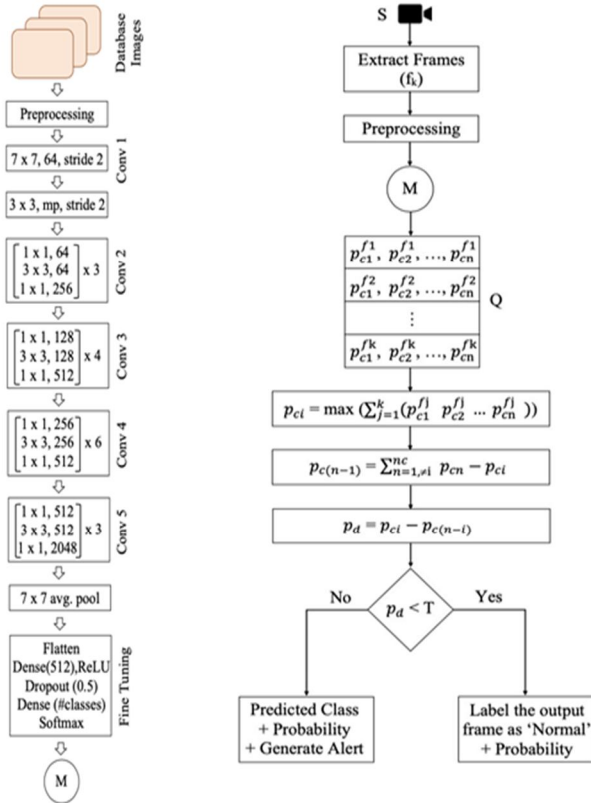 Database
Images
Preprocessing
7 x 7, 64, stride 2
3 x 3, mp, stride 2
Conv 1
1 x 1, 64
3 x 3, 64
1 x 1, 256
x 3
Conv 2
1 x 1, 128
3 x 3, 128
1 x 1, 512
x 4
Conv 3
1 x 1, 256
3 x 3, 256
1 x 1, 512
x 6
Conv 4
1 x 1, 512
3 x 3, 512
1 x 1, 2048
x 3
Conv 5
7 x 7 avg. pool
Flatten
Dense(512),ReLU
Dropout (0.5)
Dense (#classes)
Softmax
Fine Tuning
M
S
Extract Frames
(fₖ)
Preprocessing
M
p_{c1}^{f1}, p_{c2}^{f1}, …, p_{cn}^{f1}
p_{c1}^{f2}, p_{c2}^{f2}, …, p_{cn}^{f2}
⋮
p_{c1}^{fk}, p_{c2}^{fk}, …, p_{cn}^{fk}
Q
p_{ci} = max (∑_{j=1}^{k}(p_{c1}^{fj} p_{c2}^{fj} … p_{cn}^{fj} ))
p_{c(n-1)} = ∑_{n=1,≠i}^{nc} p_{cn} − p_{ci}
p_d = p_{ci} − p_{c(n-i)}
p_d < T
No
Yes
Predicted Class
+ Probability
+ Generate Alert
Label the output
frame as ‘Normal’
+ Probability